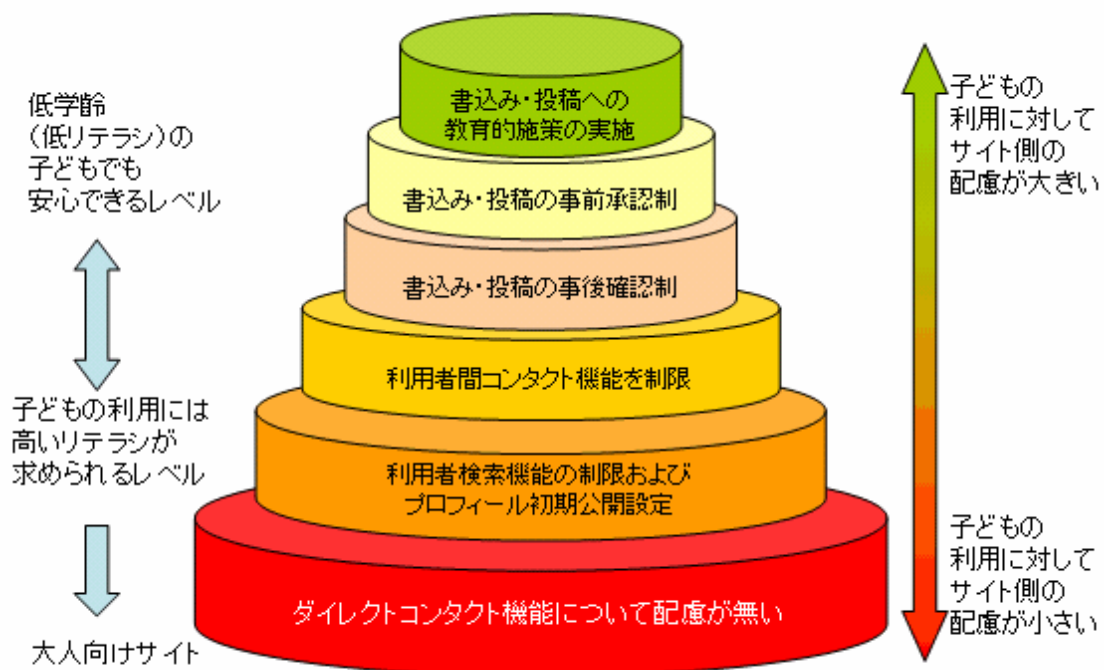 低学齢
（低リテラシ）の
子どもでも
安心できるレベル
子どもの利用には
高いリテラシが
求められるレベル
大人向けサイト
書込み・投稿への
教育的施策の実施
書込み・投稿の事前承認制
書込み・投稿の事後確認制
利用者間コンタクト機能を制限
利用者検索機能の制限および
プロフィール初期公開設定
ダイレクトコンタクト機能について配慮が無い
子どもの
利用に対して
サイト側の
配慮が大きい
子どもの
利用に対して
サイト側の
配慮が小さい